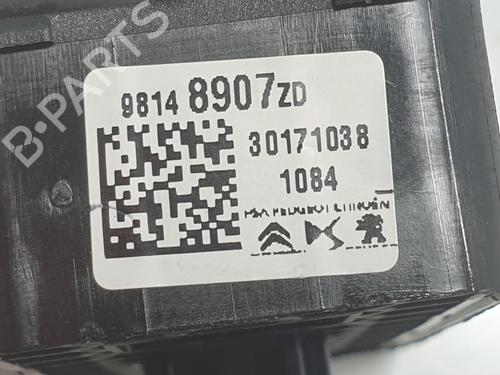 9814 8907ZD
30171038
1084
PSA PEUGEOT CITROËN
B-PARTS